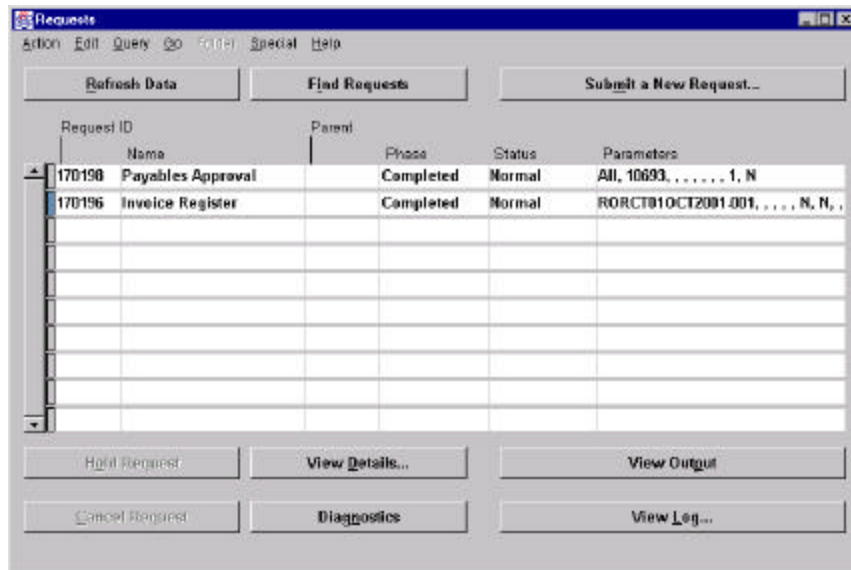 Requests
Action Edit Query Go Folder Special Help
Refresh Data Find Requests Submit a New Request...
Request ID Parent
Name Phase Status Parameters
170198 Payables Approval Completed Normal All, 10693, , , , , , , 1, N
170196 Invoice Register Completed Normal RORCT01OCT2001-001, , , , , N, N, ,
Hold Request View Details... View Output
Cancel Request Diagnostics View Log...